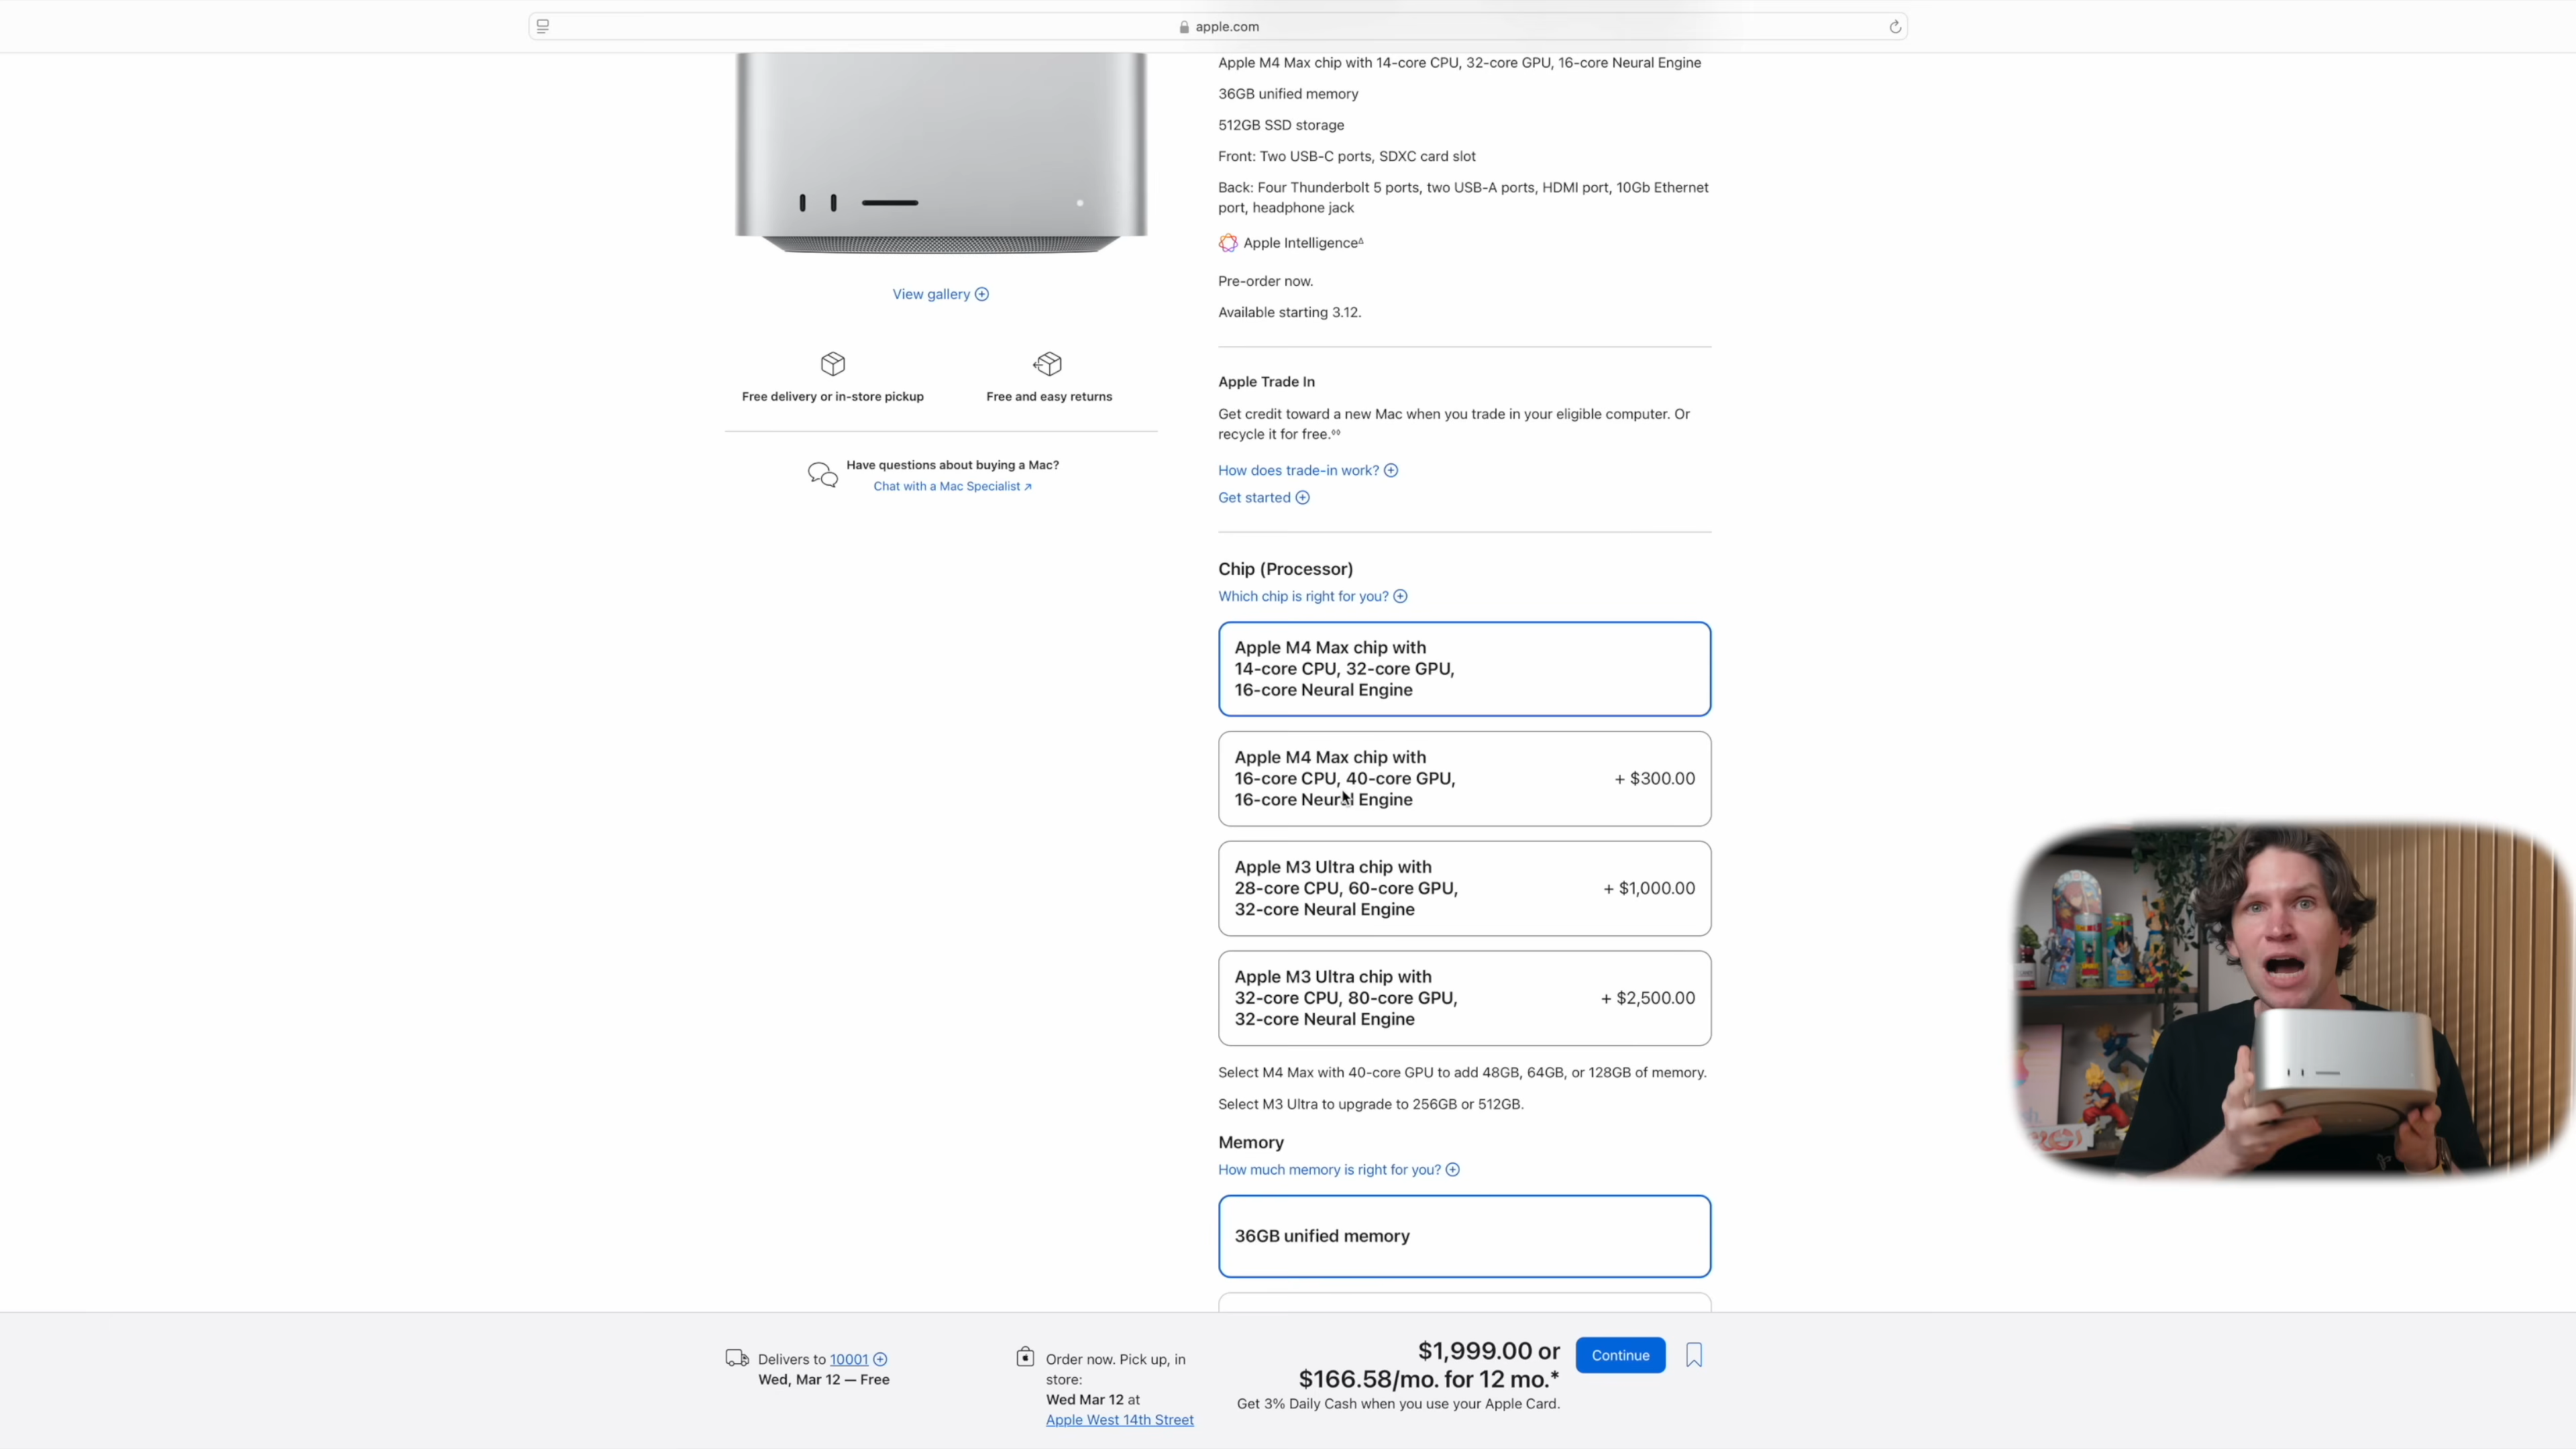 apple.com
Apple M4 Max chip with 14-core CPU, 32-core GPU, 16-core Neural Engine
36GB unified memory
512GB SSD storage
Front: Two USB-C ports, SDXC card slot
Back: Four Thunderbolt 5 ports, two USB-A ports, HDMI port, 10Gb Ethernet
port, headphone jack
Apple Intelligence∆
Pre-order now.
Available starting 3.12.
View gallery
Free delivery or in-store pickup
Free and easy returns
Have questions about buying a Mac?
Chat with a Mac Specialist ↗
Apple Trade In
Get credit toward a new Mac when you trade in your eligible computer. Or
recycle it for free.◊◊
How does trade-in work?
Get started
Chip (Processor)
Which chip is right for you?
Apple M4 Max chip with
14-core CPU, 32-core GPU,
16-core Neural Engine
Apple M4 Max chip with
16-core CPU, 40-core GPU,
16-core Neural Engine
+ $300.00
Apple M3 Ultra chip with
28-core CPU, 60-core GPU,
32-core Neural Engine
+ $1,000.00
Apple M3 Ultra chip with
32-core CPU, 80-core GPU,
32-core Neural Engine
+ $2,500.00
Select M4 Max with 40-core GPU to add 48GB, 64GB, or 128GB of memory.
Select M3 Ultra to upgrade to 256GB or 512GB.
Memory
How much memory is right for you?
36GB unified memory
Delivers to 10001
Wed, Mar 12 — Free
Order now. Pick up, in
store:
Wed Mar 12 at
Apple West 14th Street
$1,999.00 or
$166.58/mo. for 12 mo.*
Get 3% Daily Cash when you use your Apple Card.
Continue